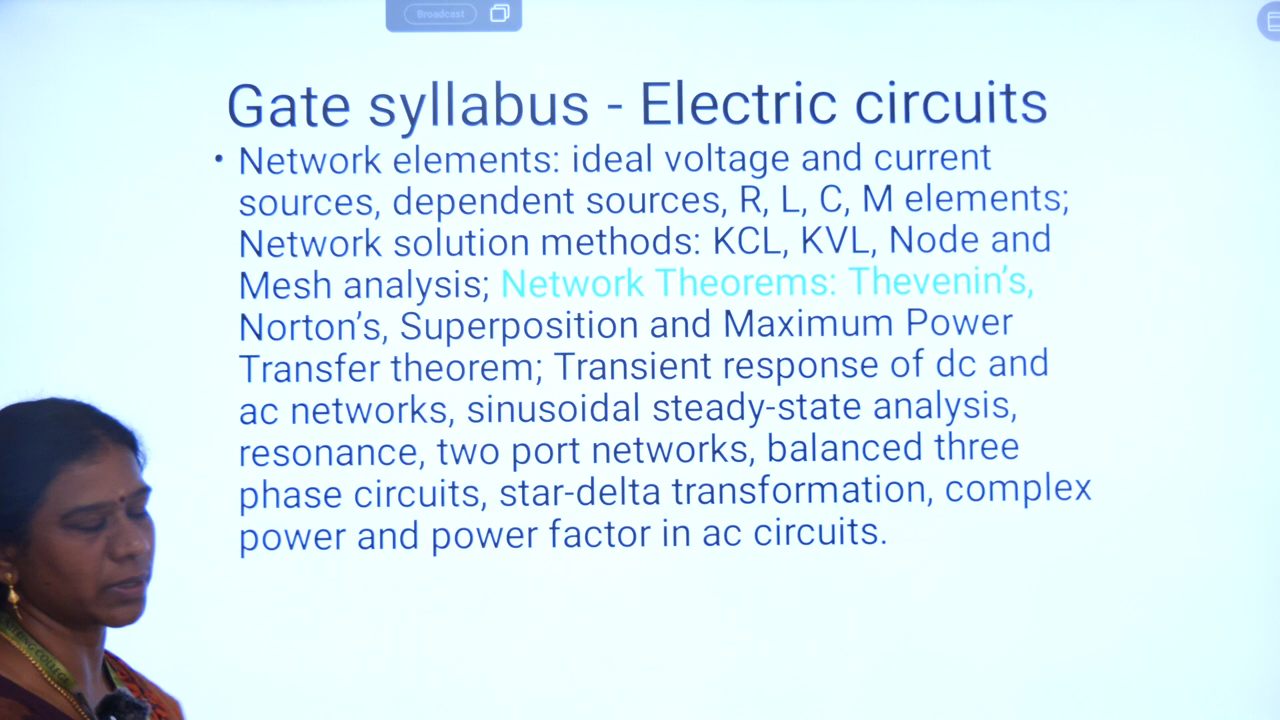 Broadcast
Gate syllabus - Electric circuits
• Network elements: ideal voltage and current
sources, dependent sources, R, L, C, M elements;
Network solution methods: KCL, KVL, Node and
Mesh analysis; Network Theorems: Thevenin’s,
Norton’s, Superposition and Maximum Power
Transfer theorem; Transient response of dc and
ac networks, sinusoidal steady-state analysis,
resonance, two port networks, balanced three
phase circuits, star-delta transformation, complex
power and power factor in ac circuits.